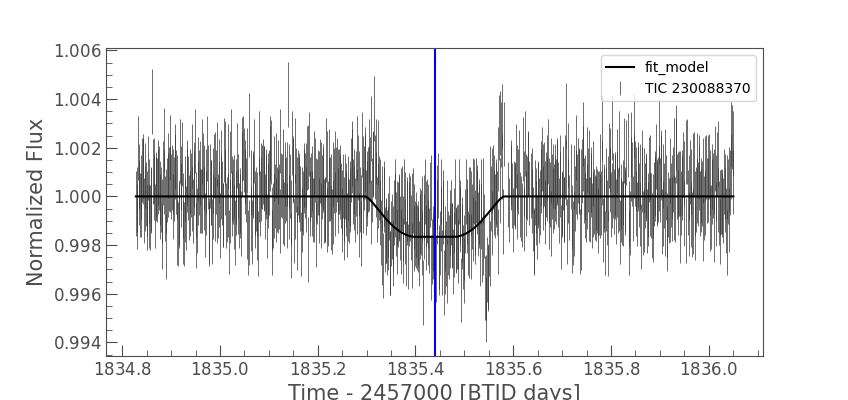 1.006
1.004
1.002
1.000
0.998
0.996
0.994
Normalized Flux
fit_model
TIC 230088370
1834.8 1835.0 1835.2 1835.4 1835.6 1835.8 1836.0
Time - 2457000 [BTJD days]